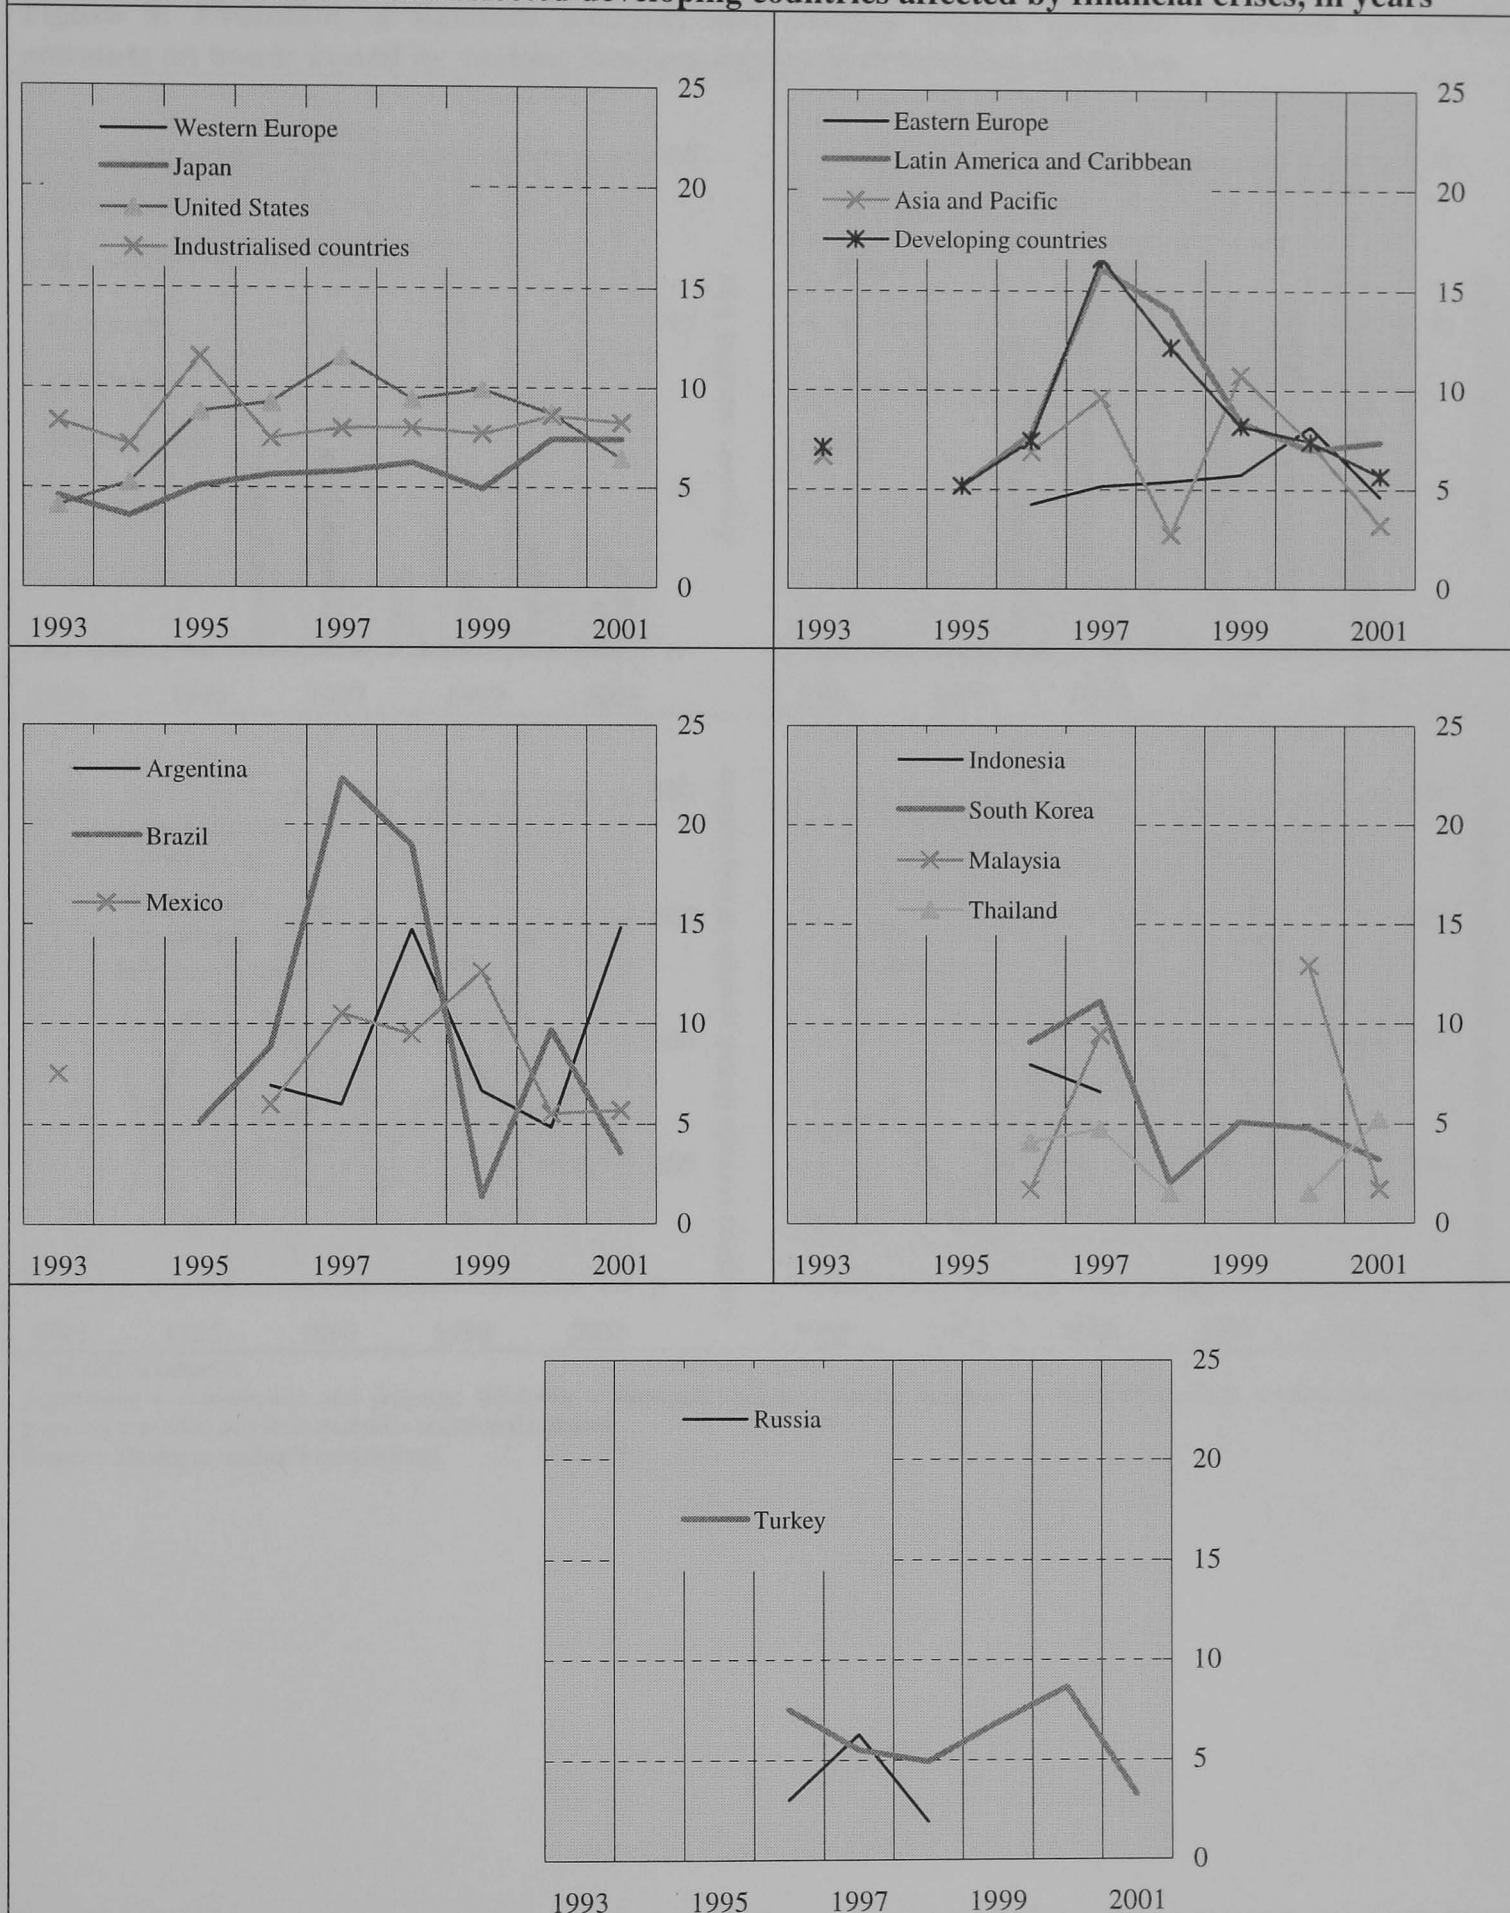 developing countries affected by financial crises, in years
25
Western Europe
Japan
20
United States
Industrialised countries
15
10
5
0
1993 1995 1997 1999 2001
25
Eastern Europe
Latin America and Caribbean
20
Asia and Pacific
Developing countries
15
10
5
0
1993 1995 1997 1999 2001
25
Argentina
20
Brazil
Mexico
15
10
5
0
1993 1995 1997 1999 2001
25
Indonesia
South Korea
20
Malaysia
Thailand
15
10
5
0
1993 1995 1997 1999 2001
25
Russia
20
Turkey
15
10
5
0
1993 1995 1997 1999 2001